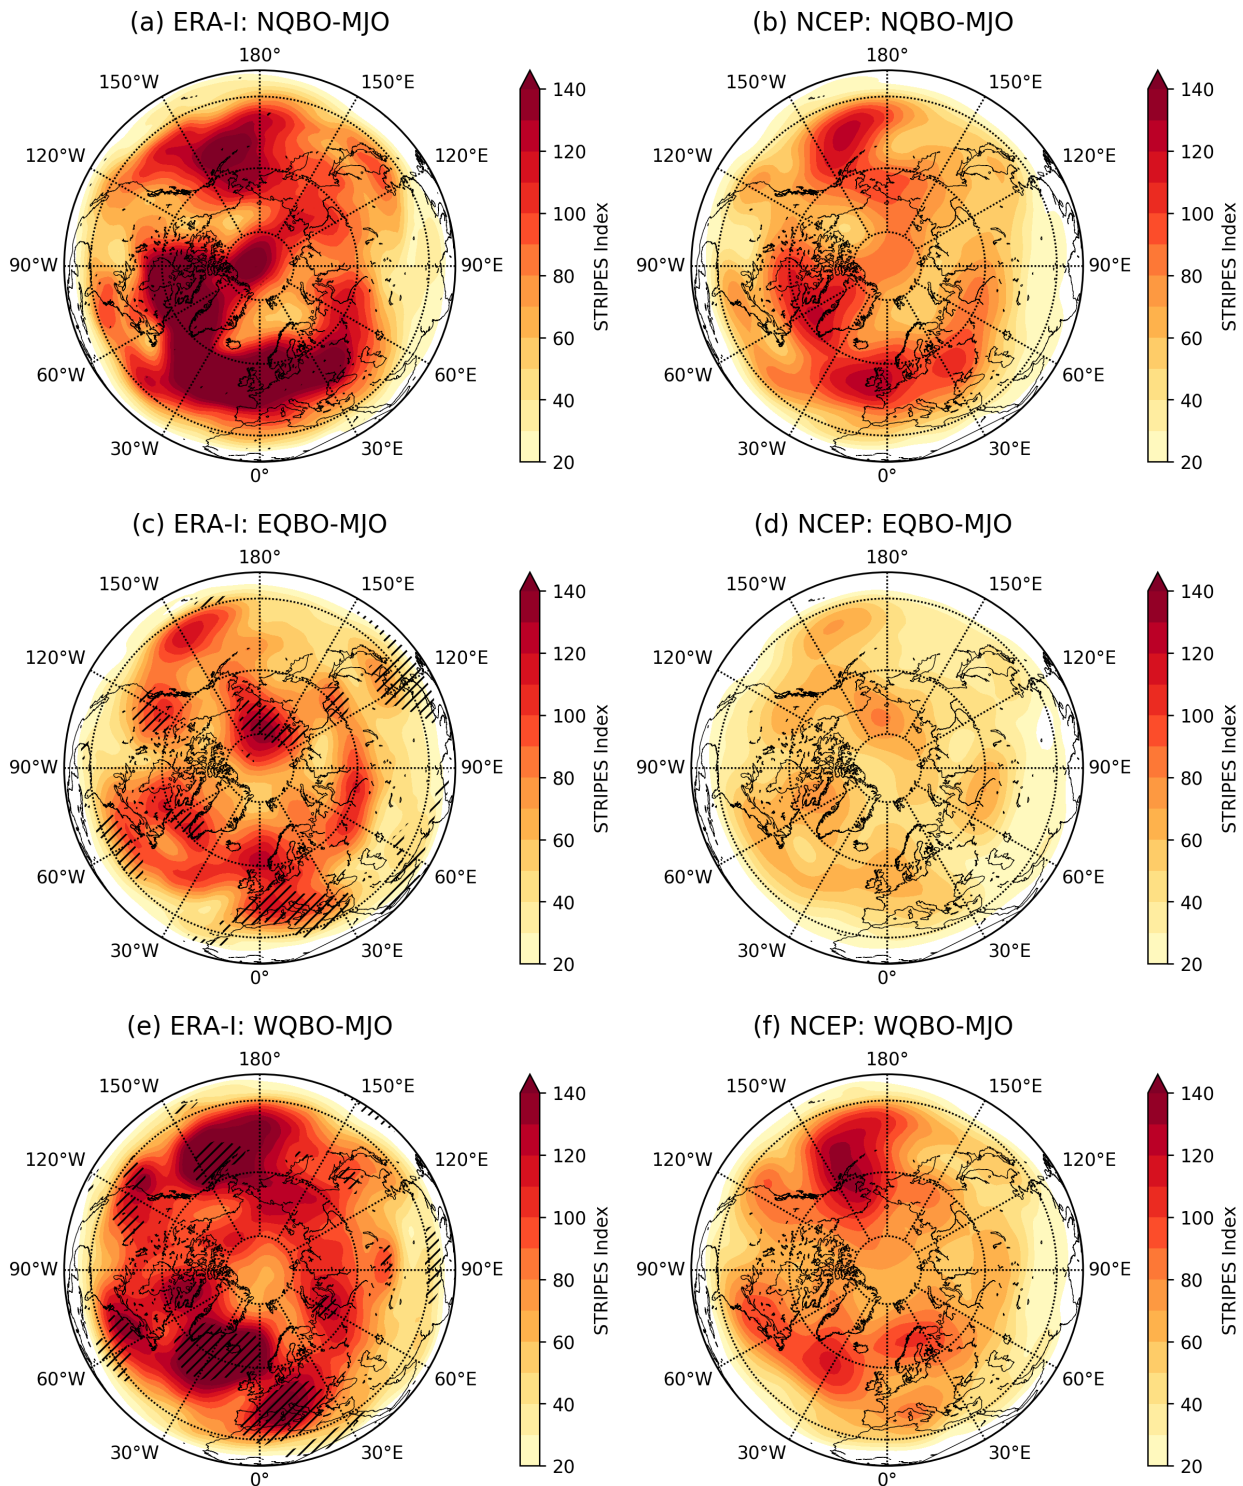 (a) ERA-I: NQBO-MJO
180°
150°W
150°E
120°W
120°E
90°W
90°E
60°W
60°E
30°W
30°E
0°
140
120
100
80
60
40
20
STRIPES Index
(b) NCEP: NQBO-MJO
180°
150°W
150°E
120°W
120°E
90°W
90°E
60°W
60°E
30°W
30°E
0°
140
120
100
80
60
40
20
STRIPES Index
(c) ERA-I: EQBO-MJO
180°
150°W
150°E
120°W
120°E
90°W
90°E
60°W
60°E
30°W
30°E
0°
140
120
100
80
60
40
20
STRIPES Index
(d) NCEP: EQBO-MJO
180°
150°W
150°E
120°W
120°E
90°W
90°E
60°W
60°E
30°W
30°E
0°
140
120
100
80
60
40
20
STRIPES Index
(e) ERA-I: WQBO-MJO
180°
150°W
150°E
120°W
120°E
90°W
90°E
60°W
60°E
30°W
30°E
0°
140
120
100
80
60
40
20
STRIPES Index
(f) NCEP: WQBO-MJO
180°
150°W
150°E
120°W
120°E
90°W
90°E
60°W
60°E
30°W
30°E
0°
140
120
100
80
60
40
20
STRIPES Index